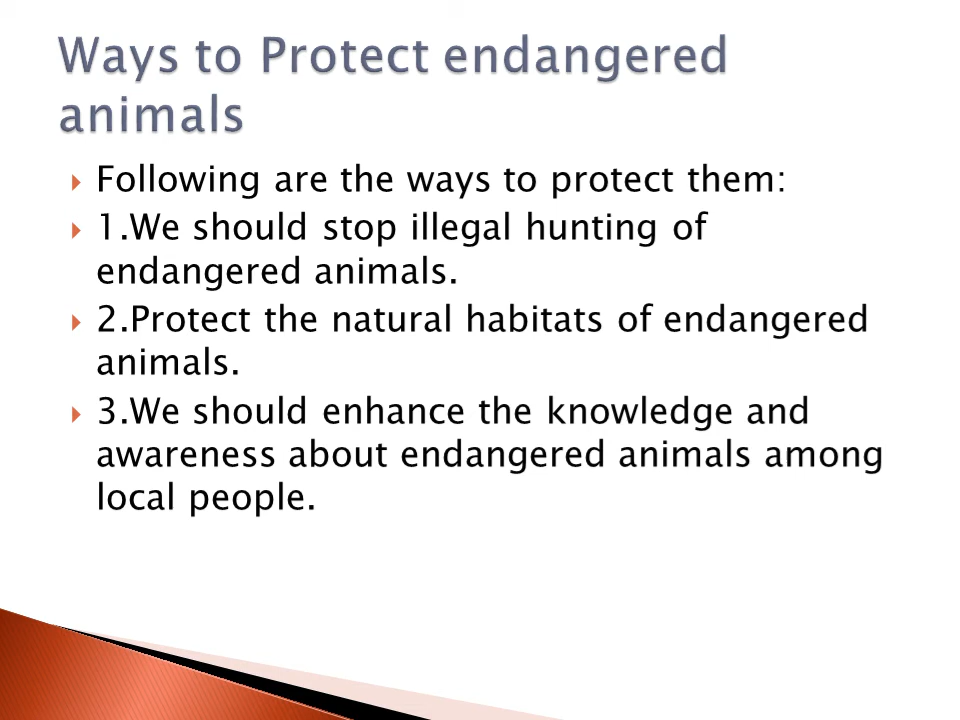 Ways to Protect endangered
animals
Following are the ways to protect them:
1.We should stop illegal hunting of
endangered animals.
2.Protect the natural habitats of endangered
animals.
3.We should enhance the knowledge and
awareness about endangered animals among
local people.